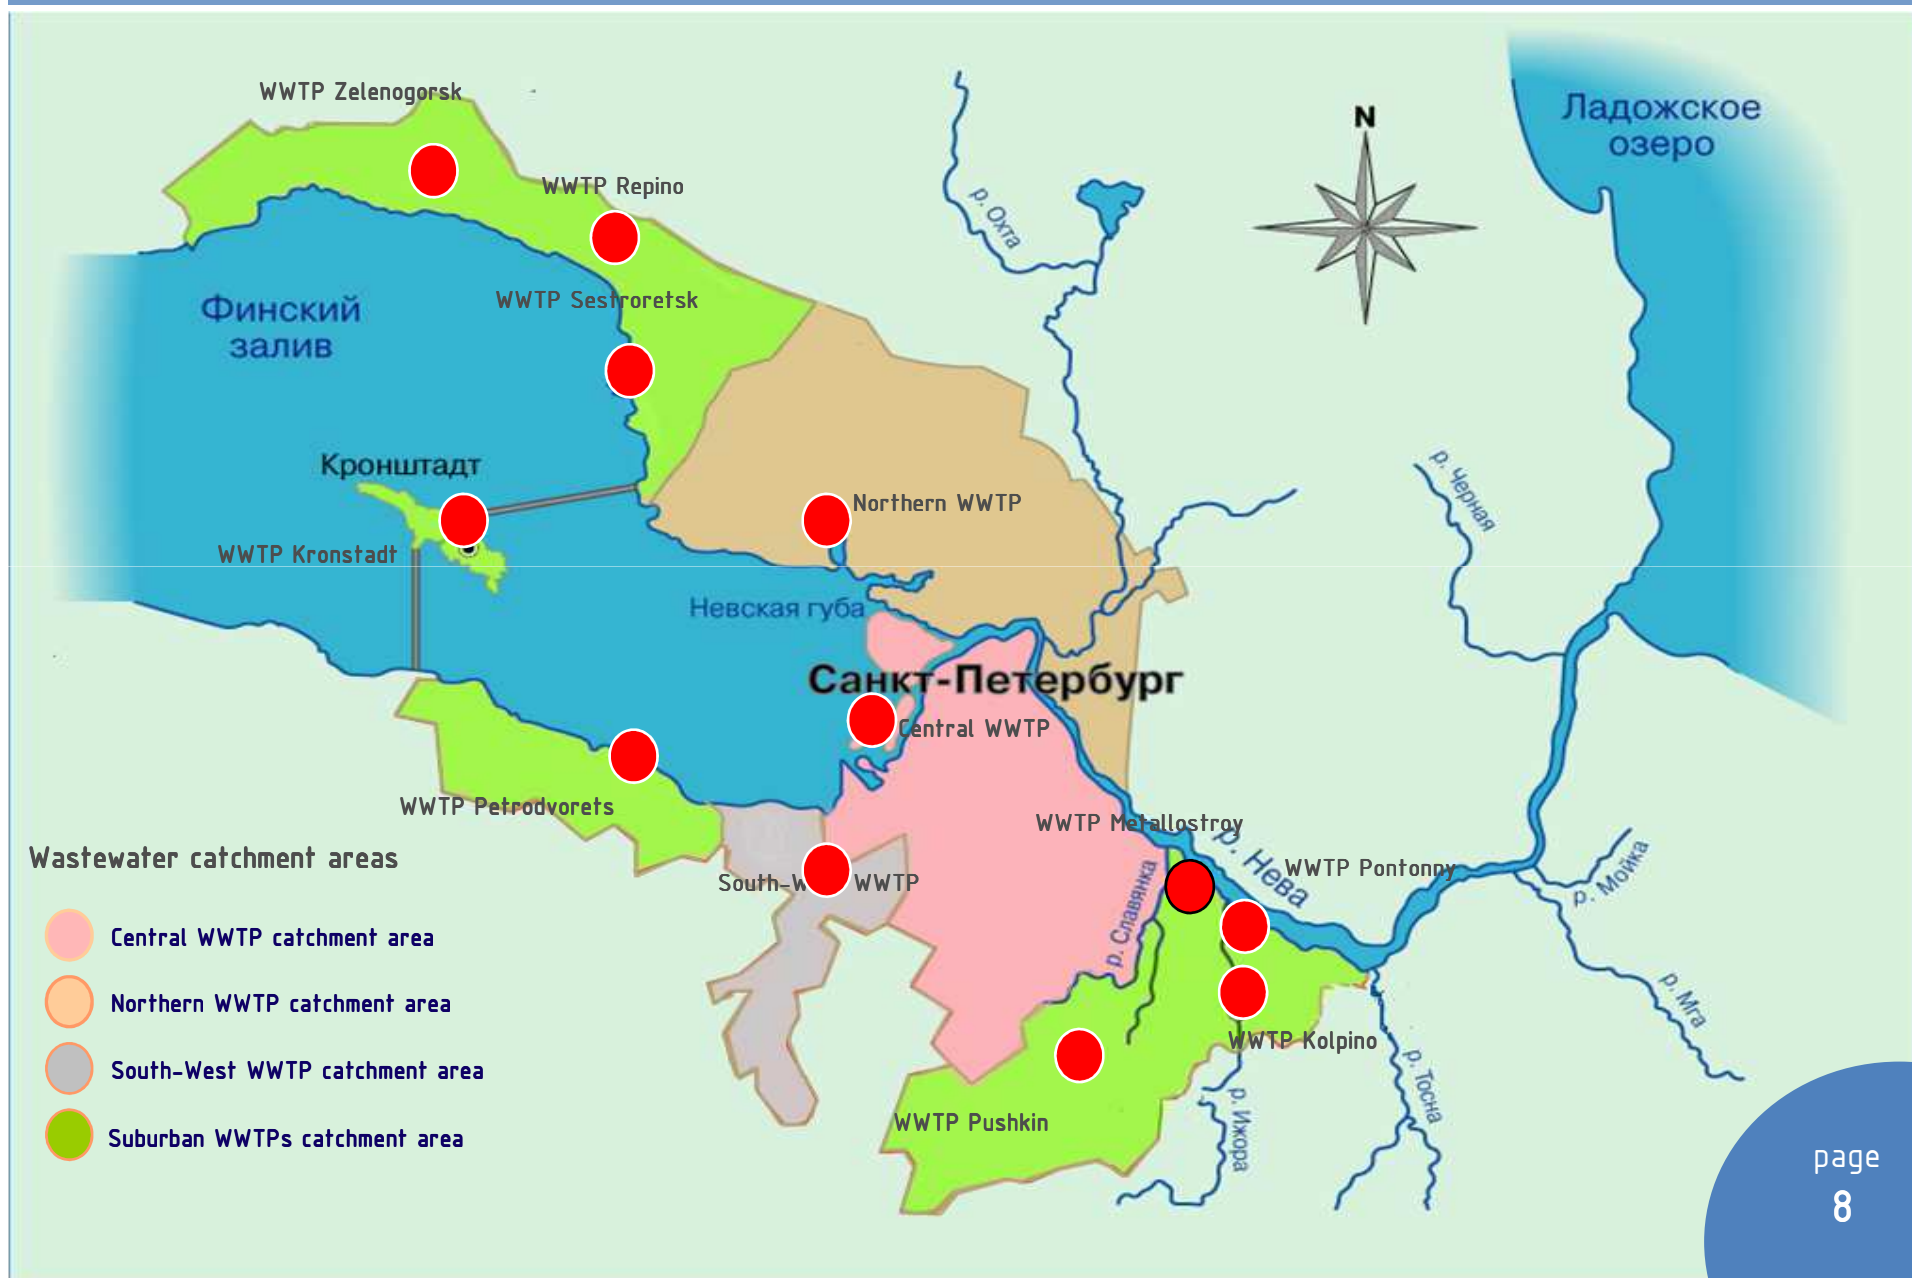 WWTP Zelenogorsk
Ладожское
озеро
N
WWTP Repino
р. Охта
WWTP Sestroretsk
Финский
залив
Кронштадт
р. Черная
Northern WWTP
WWTP Kronstadt
Невская губа
Санкт-Петербург
Central WWTP
WWTP Petrodvorets
WWTP Metallostroy
р. Нева
WWTP Pontonny
р. Мойка
South-W WWTP
р. Славянка
Wastewater catchment areas
Central WWTP catchment area
Northern WWTP catchment area
South-West WWTP catchment area
Suburban WWTPs catchment area
р. Мга
WWTP Kolpino
р. Тосна
WWTP Pushkin
р. Ижора
page
8